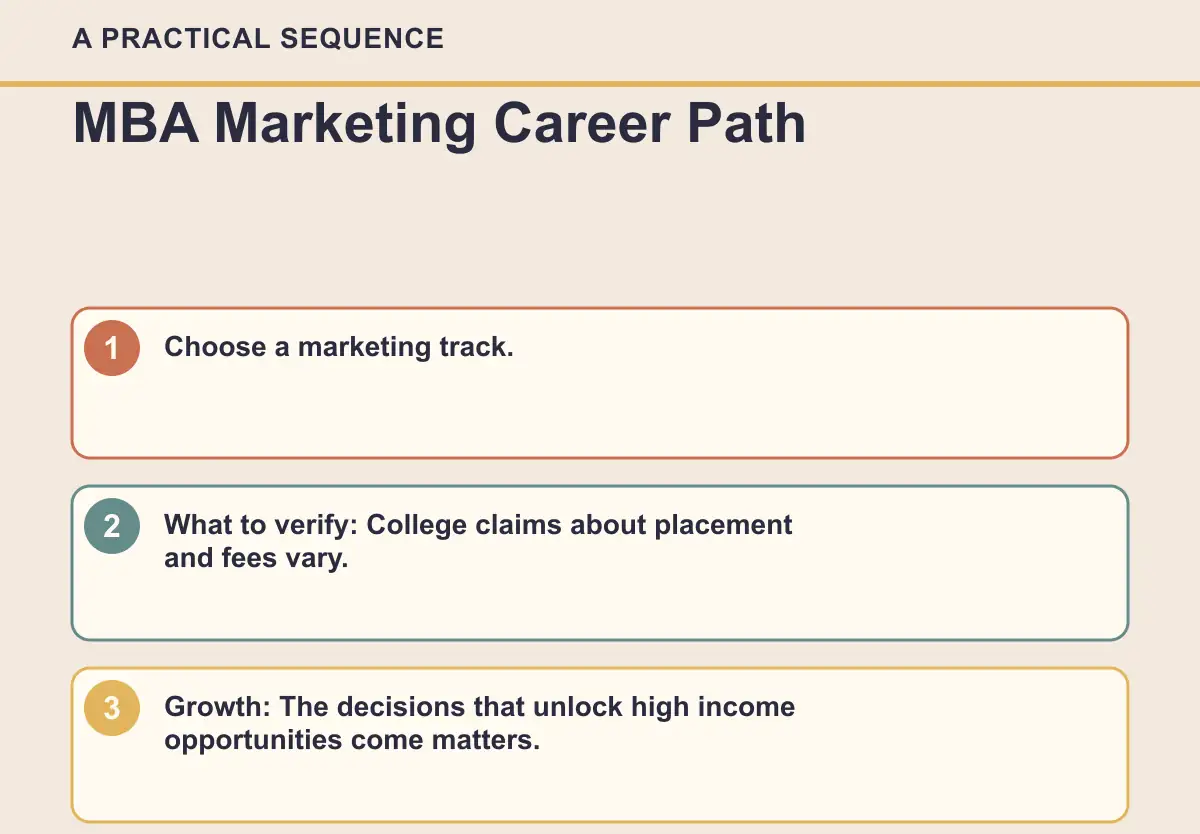 A PRACTICAL SEQUENCE
MBA Marketing Career Path
1
Choose a marketing track.
2
What to verify: College claims about placement
and fees vary.
3
Growth: The decisions that unlock high income
opportunities come matters.